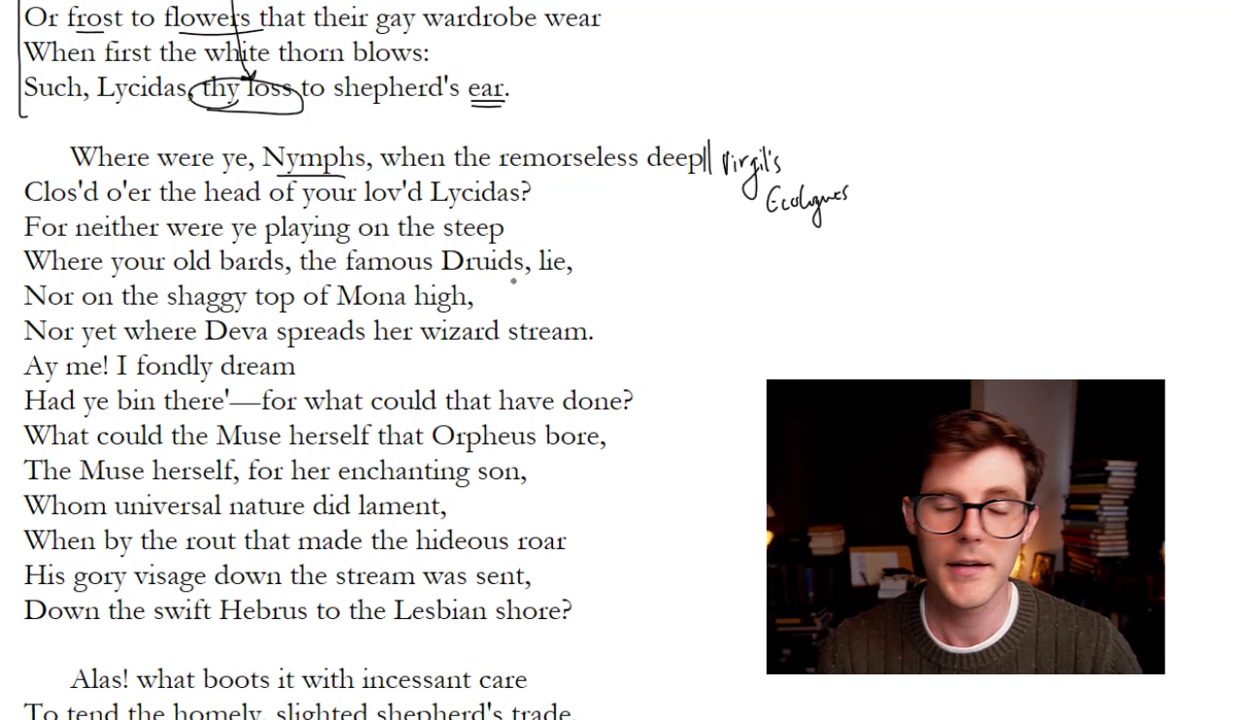 Or frost to flowers that their gay wardrobe wear
When first the white thorn blows:
Such, Lycidas, thy loss to shepherd's ear.
Where were ye, Nymphs, when the remorseless deep|| Virgil's
Clos'd o'er the head of your lov'd Lycidas? Ecologues
For neither were ye playing on the steep
Where your old bards, the famous Druids, lie,
Nor on the shaggy top of Mona high,
Nor yet where Deva spreads her wizard stream.
Ay me! I fondly dream
Had ye bin there'—for what could that have done?
What could the Muse herself that Orpheus bore,
The Muse herself, for her enchanting son,
Whom universal nature did lament,
When by the rout that made the hideous roar
His gory visage down the stream was sent,
Down the swift Hebrus to the Lesbian shore?
Alas! what boots it with incessant care
To tend the homely, slighted shepherd's trade,